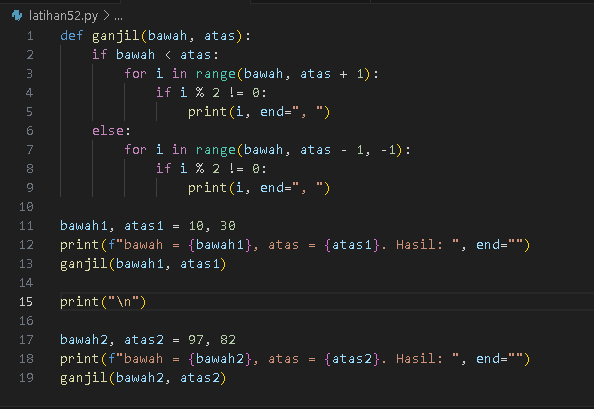 latihan52.py > ...
1 def ganjil(bawah, atas):
2     if bawah < atas:
3         for i in range(bawah, atas + 1):
4             if i % 2 != 0:
5                 print(i, end=", ")
6     else:
7         for i in range(bawah, atas - 1, -1):
8             if i % 2 != 0:
9                 print(i, end=", ")
10
11 bawah1, atas1 = 10, 30
12 print(f"bawah = {bawah1}, atas = {atas1}. Hasil: ", end="")
13 ganjil(bawah1, atas1)
14
15 print("\n")
16
17 bawah2, atas2 = 97, 82
18 print(f"bawah = {bawah2}, atas = {atas2}. Hasil: ", end="")
19 ganjil(bawah2, atas2)